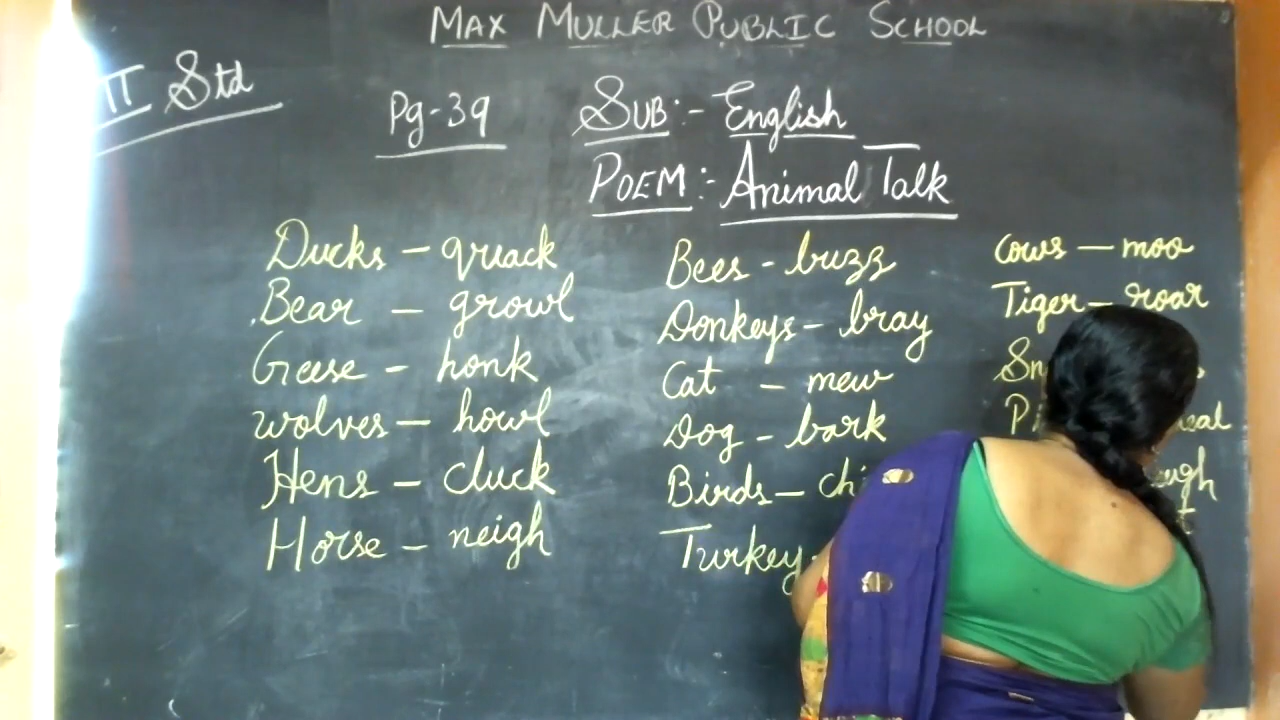 MAX MULLER PUBLIC SCHOOL
II Std
Pg-39
SUB:- English
POEM:- Animal Talk
Ducks - quack
Bear - growl
Geese - honk
wolves - howl
Hens - cluck
Horse - neigh
Bees - buzz
Donkeys - bray
Cat - mew
Dog - bark
Birds -
Turkey
cows - moo
Tiger - roar